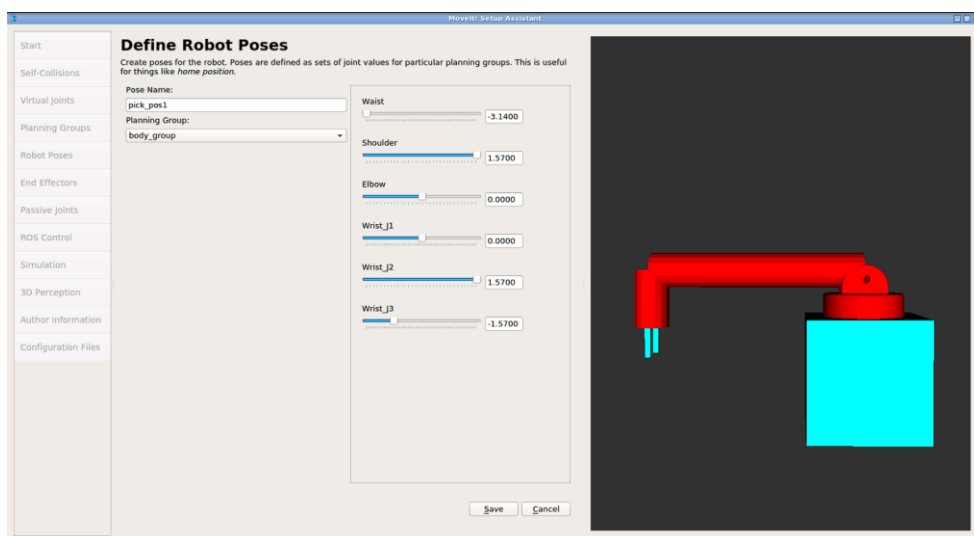 MoveIt! Setup Assistant
Start
Self-Collisions
Virtual Joints
Planning Groups
Robot Poses
End Effectors
Passive Joints
ROS Control
Simulation
3D Perception
Author Information
Configuration Files
Define Robot Poses
Create poses for the robot. Poses are defined as sets of joint values for particular planning groups. This is useful
for things like home position.
Pose Name:
pick_pos1
Planning Group:
body_group
Waist
-3.1400
Shoulder
1.5700
Elbow
0.0000
Wrist_J1
0.0000
Wrist_J2
1.5700
Wrist_J3
-1.5700
Save
Cancel